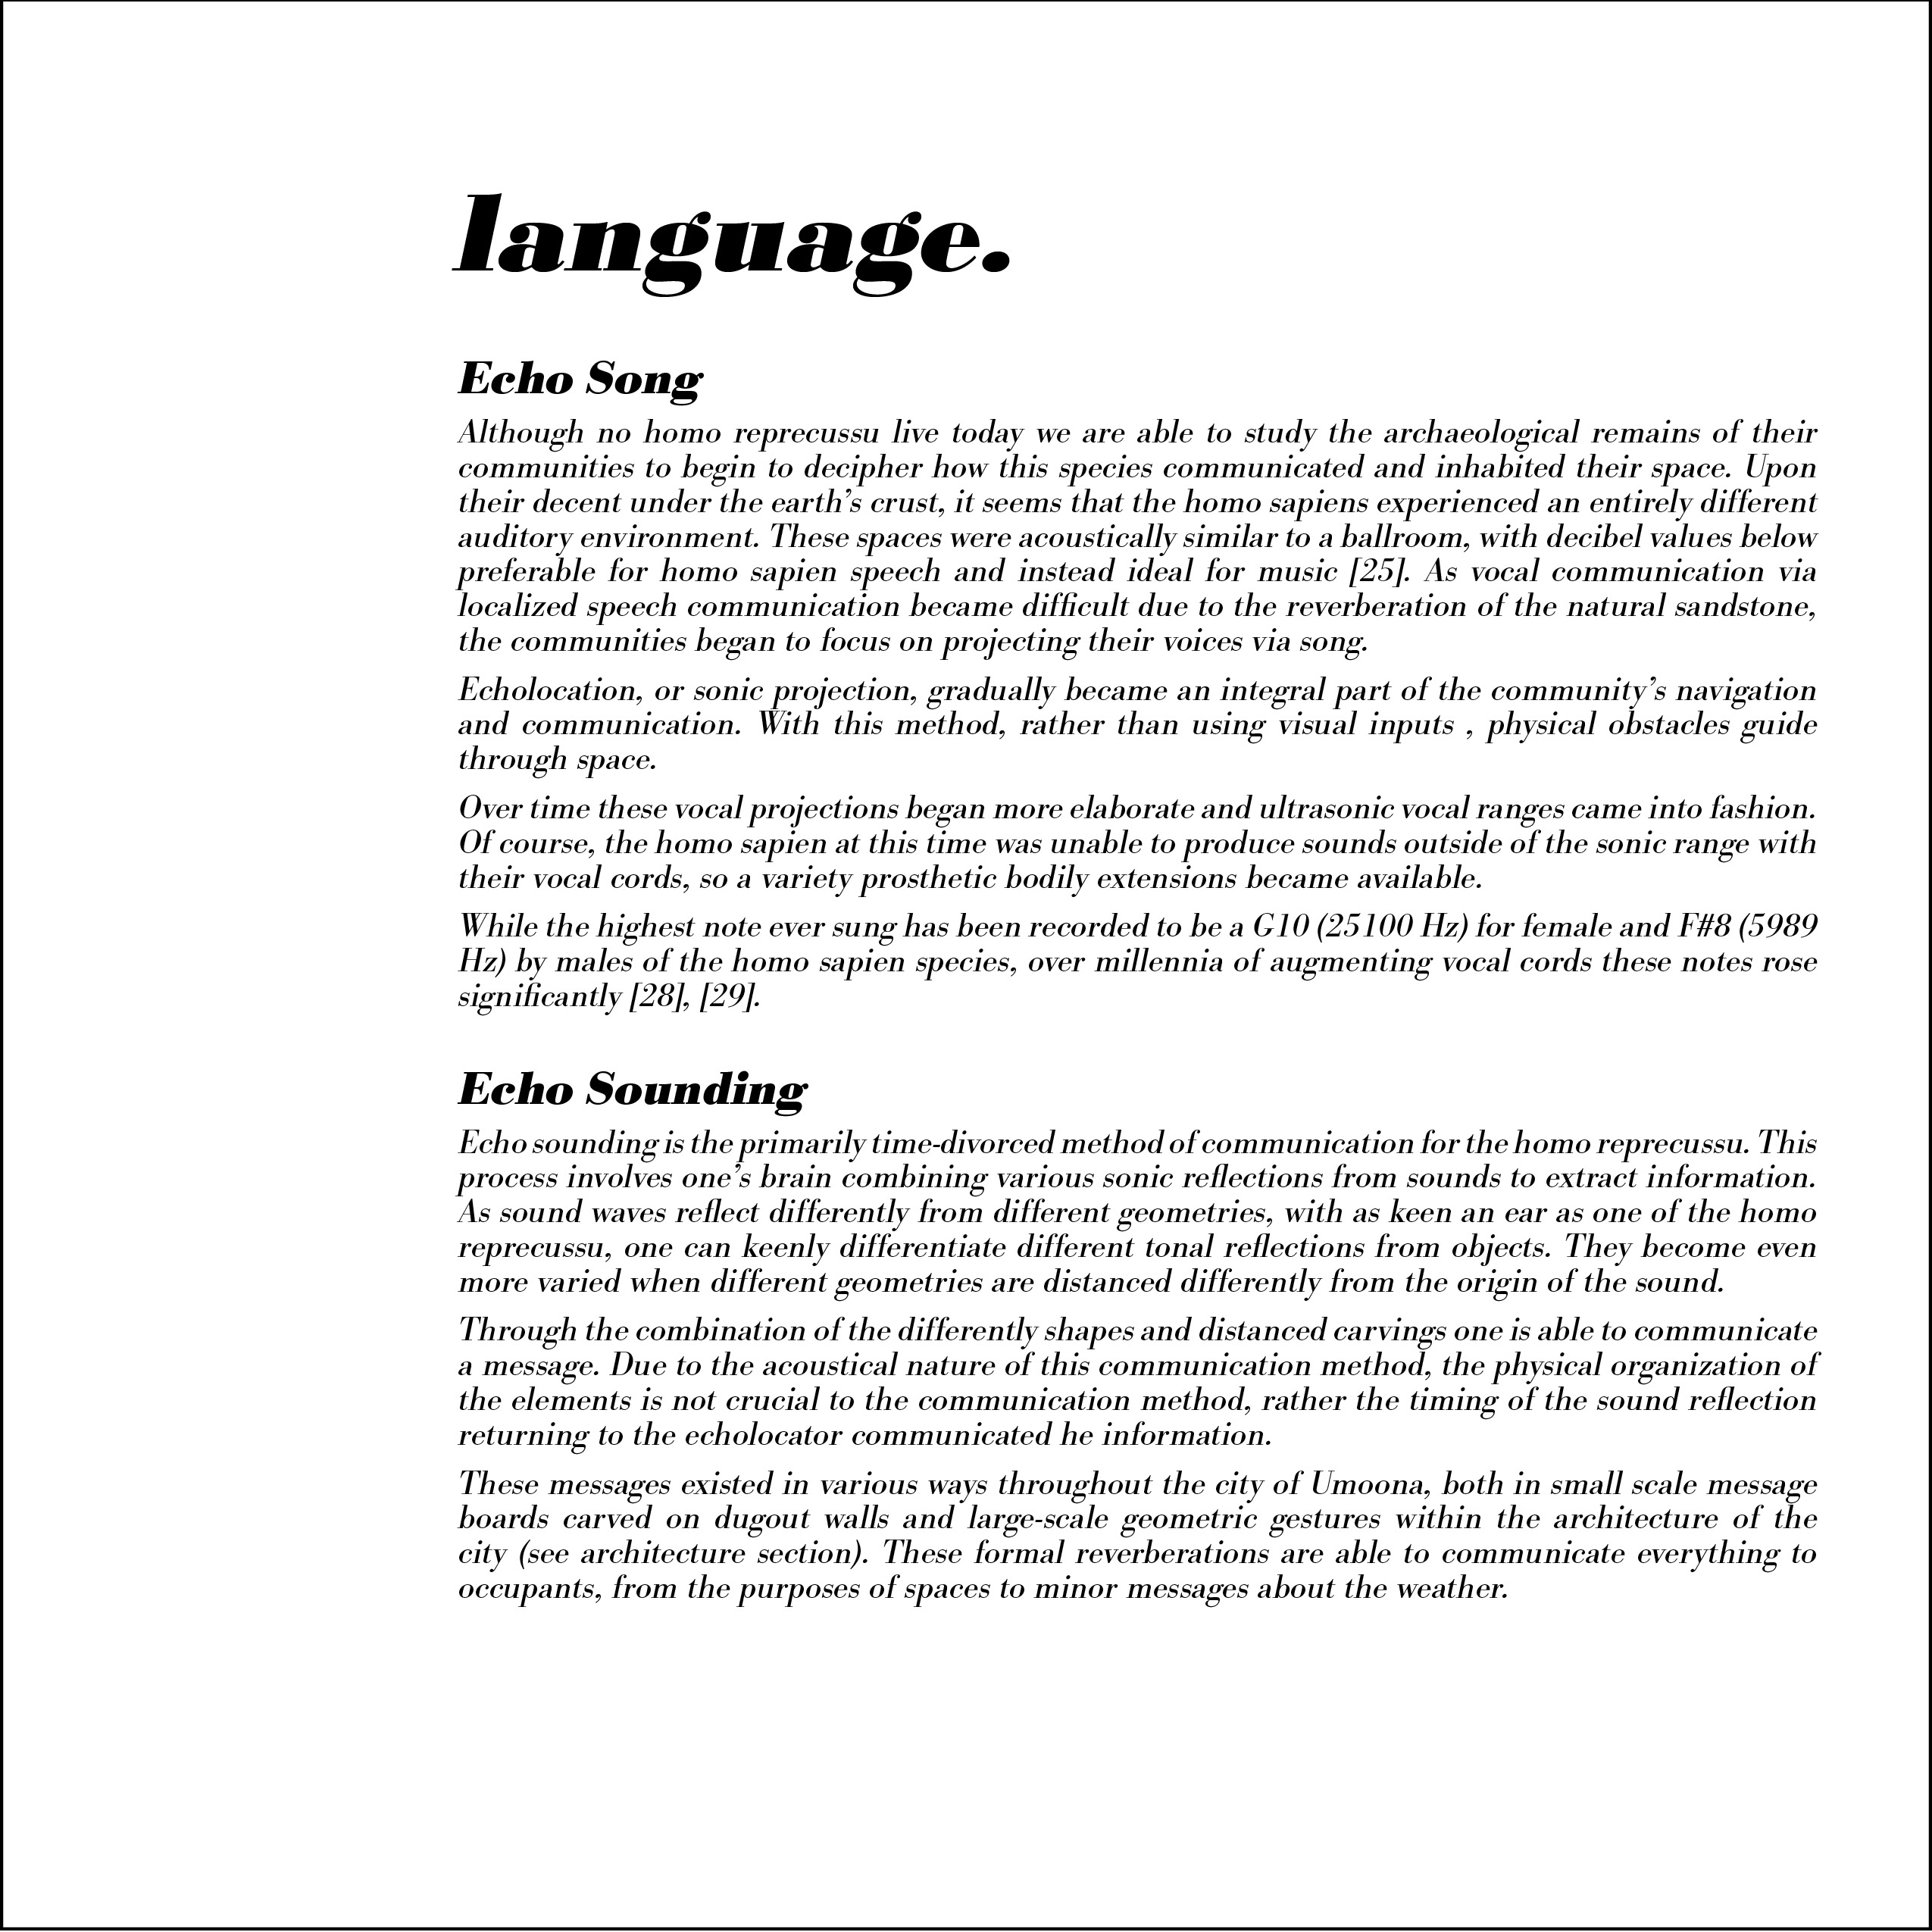 language.
Echo Song
Although no homo reprecussu live today we are able to study the archaeological remains of their
communities to begin to decipher how this species communicated and inhabited their space. Upon
their decent under the earth’s crust, it seems that the homo sapiens experienced an entirely different
auditory environment. These spaces were acoustically similar to a ballroom, with decibel values below
preferable for homo sapien speech and instead ideal for music [25]. As vocal communication via
localized speech communication became difficult due to the reverberation of the natural sandstone,
the communities began to focus on projecting their voices via song.
Echolocation, or sonic projection, gradually became an integral part of the community’s navigation
and communication. With this method, rather than using visual inputs , physical obstacles guide
through space.
Over time these vocal projections began more elaborate and ultrasonic vocal ranges came into fashion.
Of course, the homo sapien at this time was unable to produce sounds outside of the sonic range with
their vocal cords, so a variety prosthetic bodily extensions became available.
While the highest note ever sung has been recorded to be a G10 (25100 Hz) for female and F#8 (5989
Hz) by males of the homo sapien species, over millennia of augmenting vocal cords these notes rose
significantly [28], [29].
Echo Sounding
Echo sounding is the primarily time-divorced method of communication for the homo reprecussu. This
process involves one’s brain combining various sonic reflections from sounds to extract information.
As sound waves reflect differently from different geometries, with as keen an ear as one of the homo
reprecussu, one can keenly differentiate different tonal reflections from objects. They become even
more varied when different geometries are distanced differently from the origin of the sound.
Through the combination of the differently shapes and distanced carvings one is able to communicate
a message. Due to the acoustical nature of this communication method, the physical organization of
the elements is not crucial to the communication method, rather the timing of the sound reflection
returning to the echolocator communicated he information.
These messages existed in various ways throughout the city of Umoona, both in small scale message
boards carved on dugout walls and large-scale geometric gestures within the architecture of the
city (see architecture section). These formal reverberations are able to communicate everything to
occupants, from the purposes of spaces to minor messages about the weather.